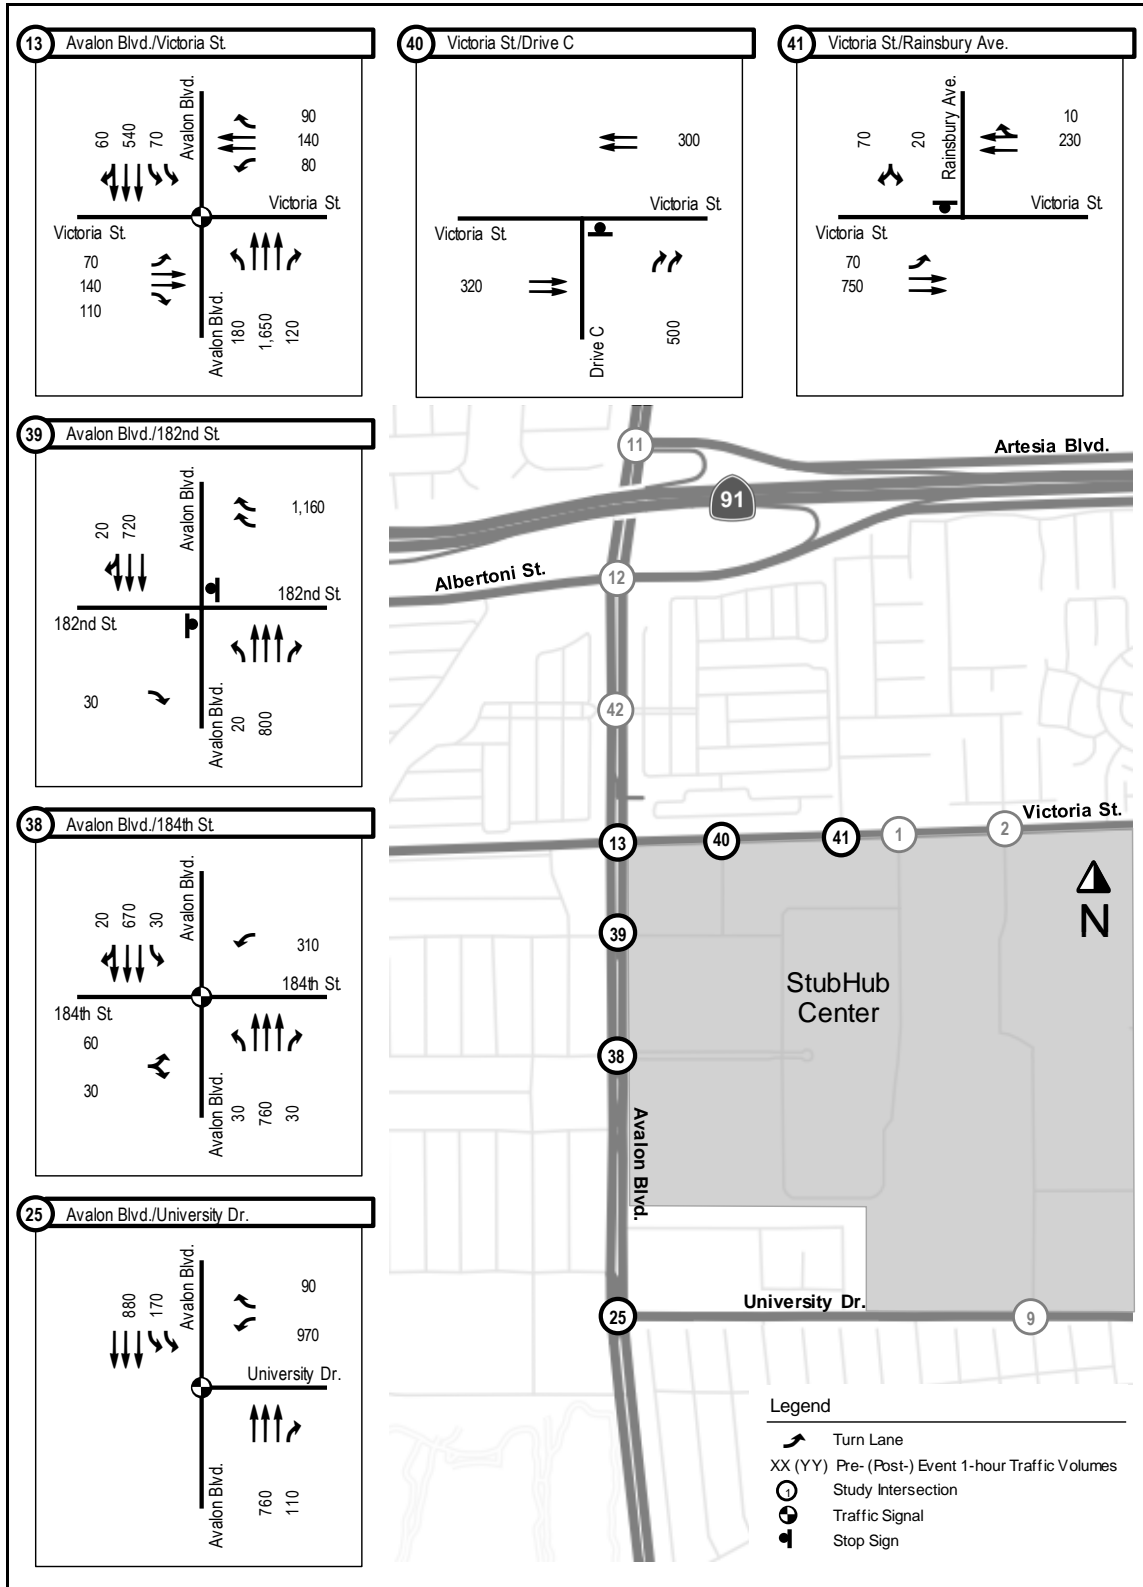 13 Avalon Blvd./Victoria St.
Avalon Blvd.
60 540 70
90
140
80
Victoria St.
Victoria St.
70
140
110
Avalon Blvd.
180 1,650 120
40 Victoria St./Drive C
300
Victoria St.
Victoria St.
320
Drive C
500
41 Victoria St./Rainsbury Ave.
Rainsbury Ave.
70 20
10
230
Victoria St.
Victoria St.
70
750
39 Avalon Blvd./182nd St.
Avalon Blvd.
20 720
1,160
182nd St.
182nd St.
30
Avalon Blvd.
20 800
38 Avalon Blvd./184th St.
Avalon Blvd.
20 670 30
310
184th St.
184th St.
60
30
Avalon Blvd.
30 760 30
25 Avalon Blvd./University Dr.
Avalon Blvd.
880 170
90
970
University Dr.
Avalon Blvd.
760 110
11
Artesia Blvd.
91
Albertoni St.
12
42
Victoria St.
13
40
41
1
2
N
39
StubHub
Center
38
Avalon Blvd.
University Dr.
25
9
Legend
Turn Lane
XX (YY) Pre- (Post-) Event 1-hour Traffic Volumes
1 Study Intersection
Traffic Signal
Stop Sign